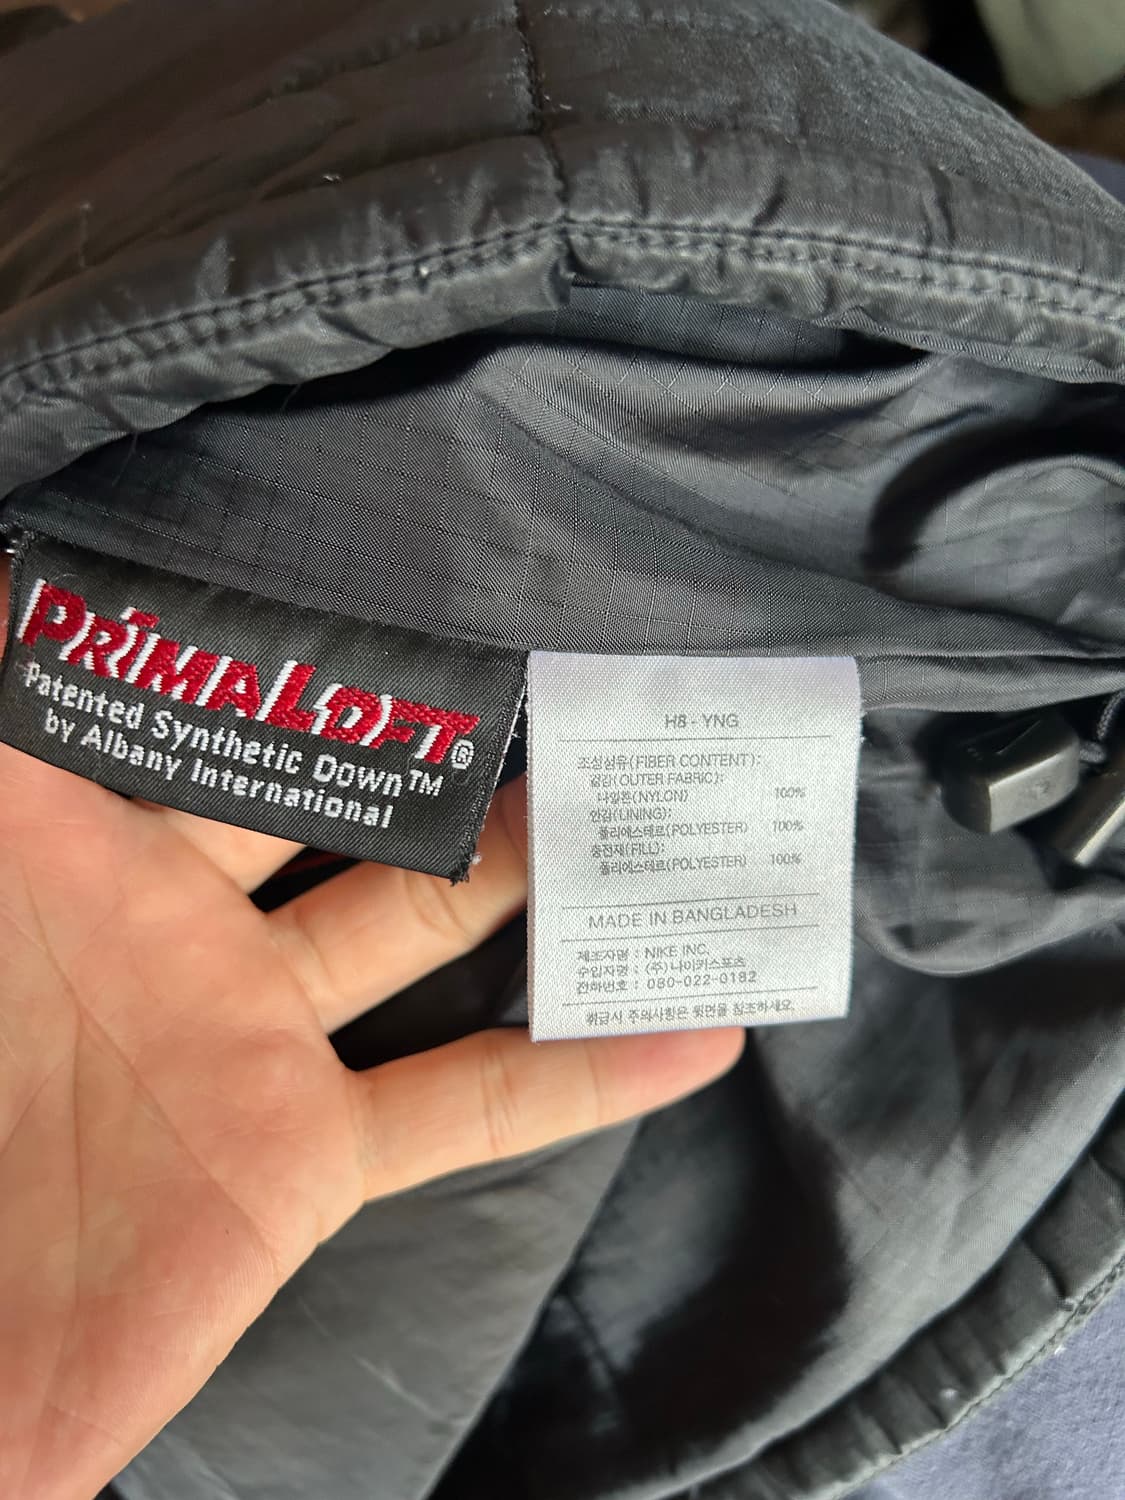 PRIMALOFT®
Patented Synthetic Down™
by Albany International
H8 - YNG
조성섬유(FIBER CONTENT):
겉감(OUTER FABRIC):
나일론(NYLON) 100%
안감(LINING):
폴리에스테르(POLYESTER) 100%
충전재(FILL):
폴리에스테르(POLYESTER) 100%
MADE IN BANGLADESH
제조자명 : NIKE INC.
수입자명 : (주)나이키스포츠
전화번호 : 080-022-0182
취급시 주의사항은 뒷면을 참조하세요.